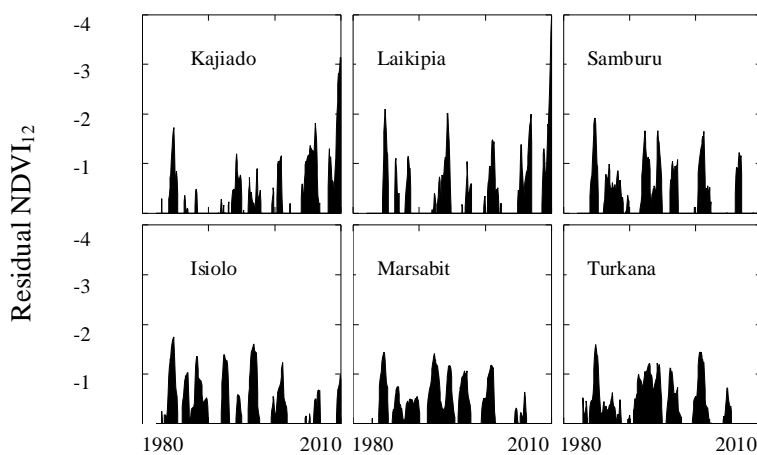 Residual NDVI12
-4
-3
-2
-1
Kajiado
Laikipia
Samburu
-4
-3
-2
-1
Isiolo
Marsabit
Turkana
1980 2010 1980 2010 1980 2010